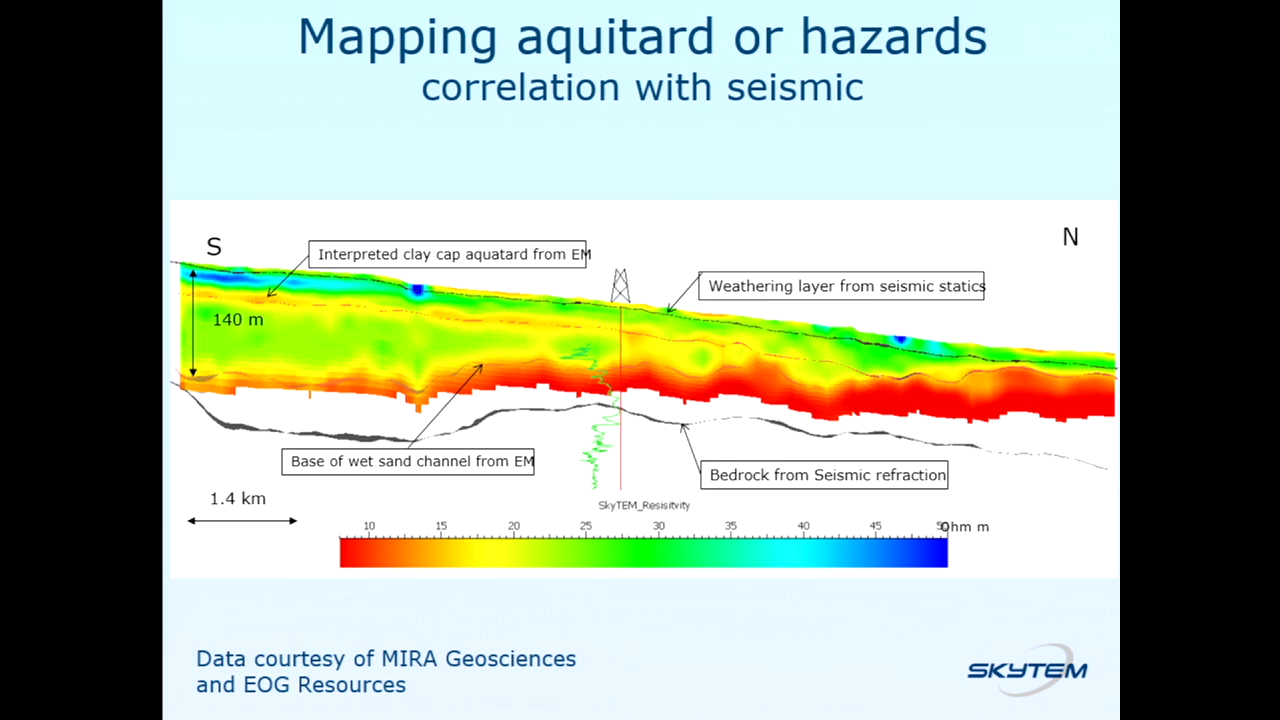 Mapping aquitard or hazards
correlation with seismic
S
N
Interpreted clay cap aquatard from EM
Weathering layer from seismic statics
140 m
Base of wet sand channel from EM
Bedrock from Seismic refraction
1.4 km
SkyTEM_Resisitvity
10 15 20 25 30 35 40 45 50 Ohm m
Data courtesy of MIRA Geosciences
and EOG Resources
SKYTEM